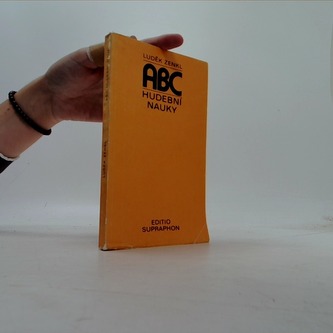 LUDĚK ZENKL
ABC
HUDEBNÍ
NAUKY
EDITIO
SUPRAPHON